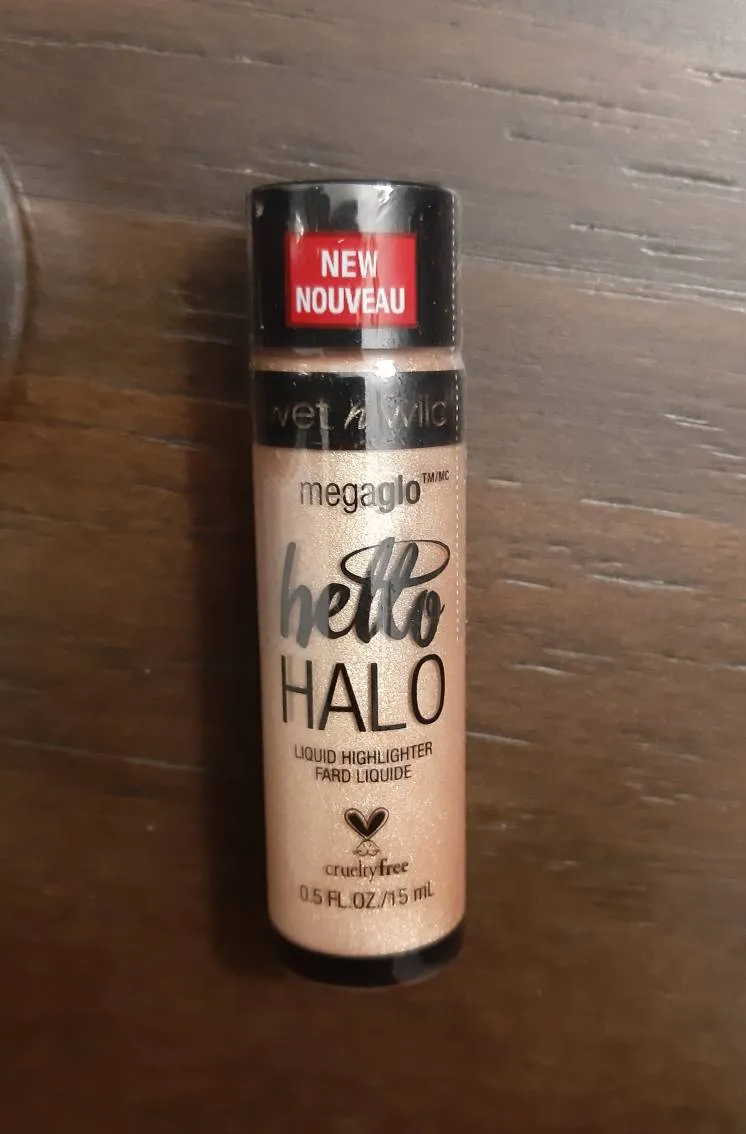 NEW
NOUVEAU
wet n wild
megaglo™/MC
hello
HALO
LIQUID HIGHLIGHTER
FARD LIQUIDE
crueltyfree
0.5 FL.OZ./15 mL